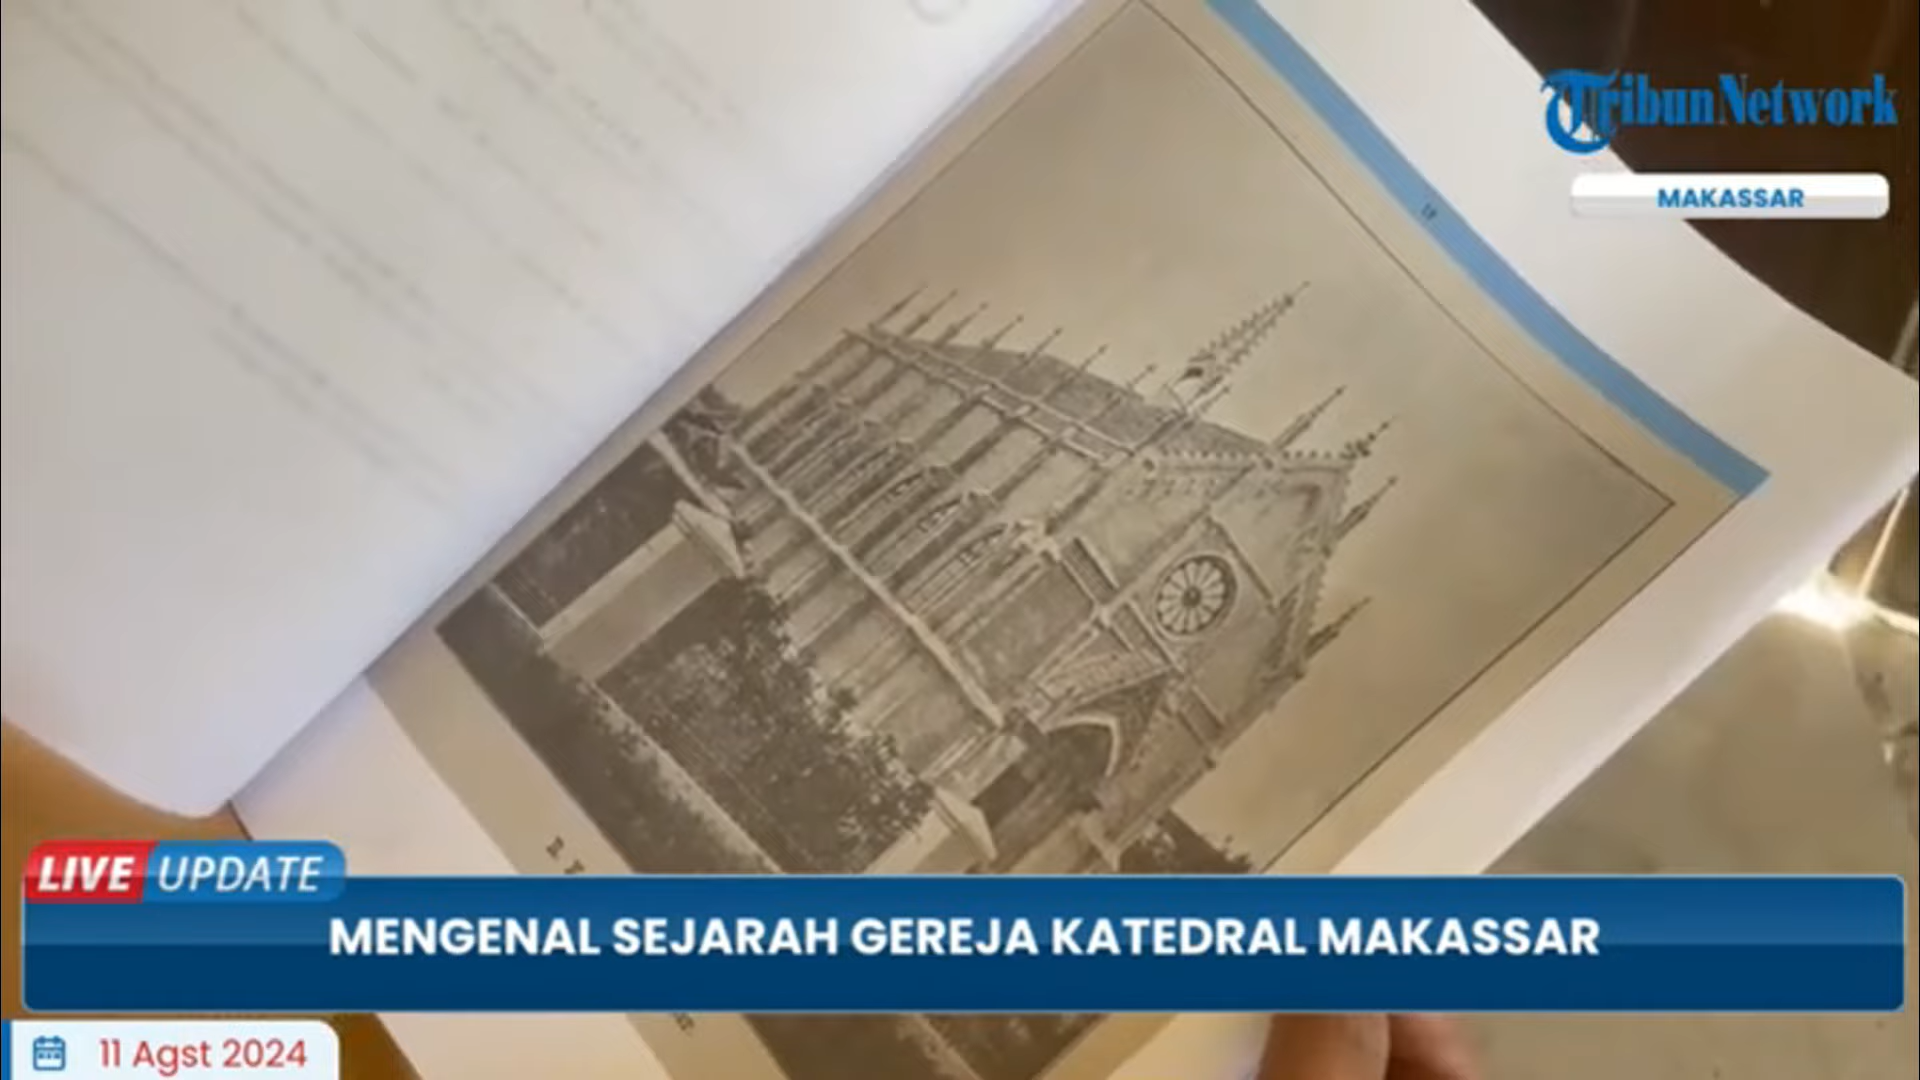 TribunNetwork
MAKASSAR
LIVE UPDATE
MENGENAL SEJARAH GEREJA KATEDRAL MAKASSAR
11 Agst 2024